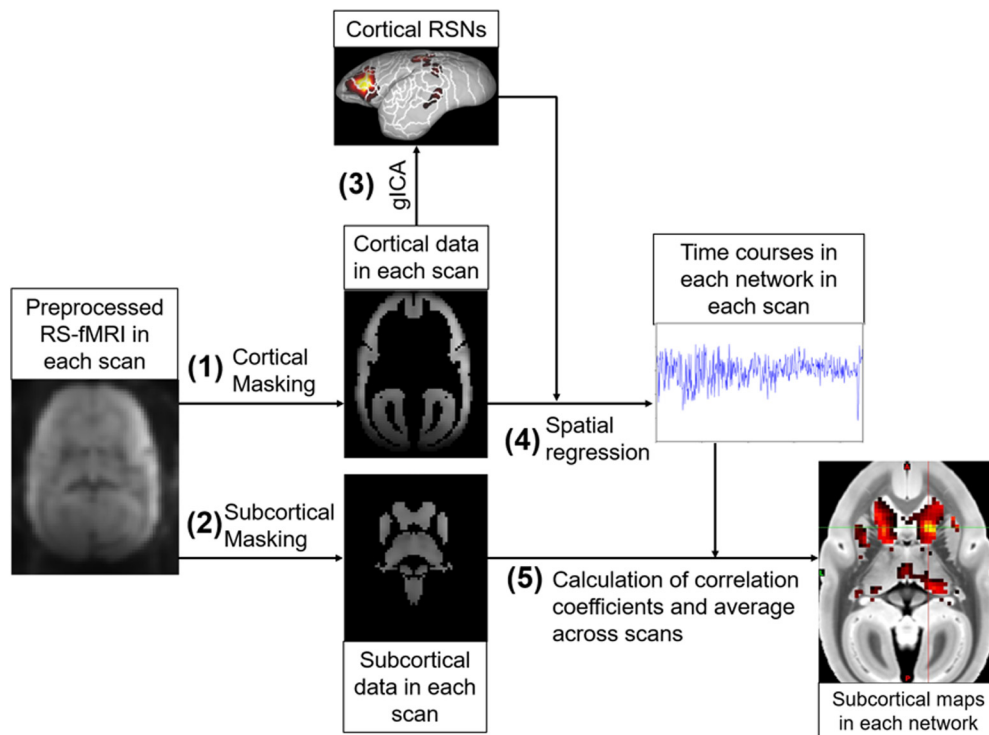 Cortical RSNs
(3)
gICA
Cortical data
in each scan
Time courses in
each network in
each scan
Preprocessed
RS-fMRI in
each scan
(1) Cortical
Masking
(4) Spatial
regression
(2) Subcortical
Masking
(5) Calculation of correlation
coefficients and average
across scans
Subcortical
data in each
scan
Subcortical maps
in each network